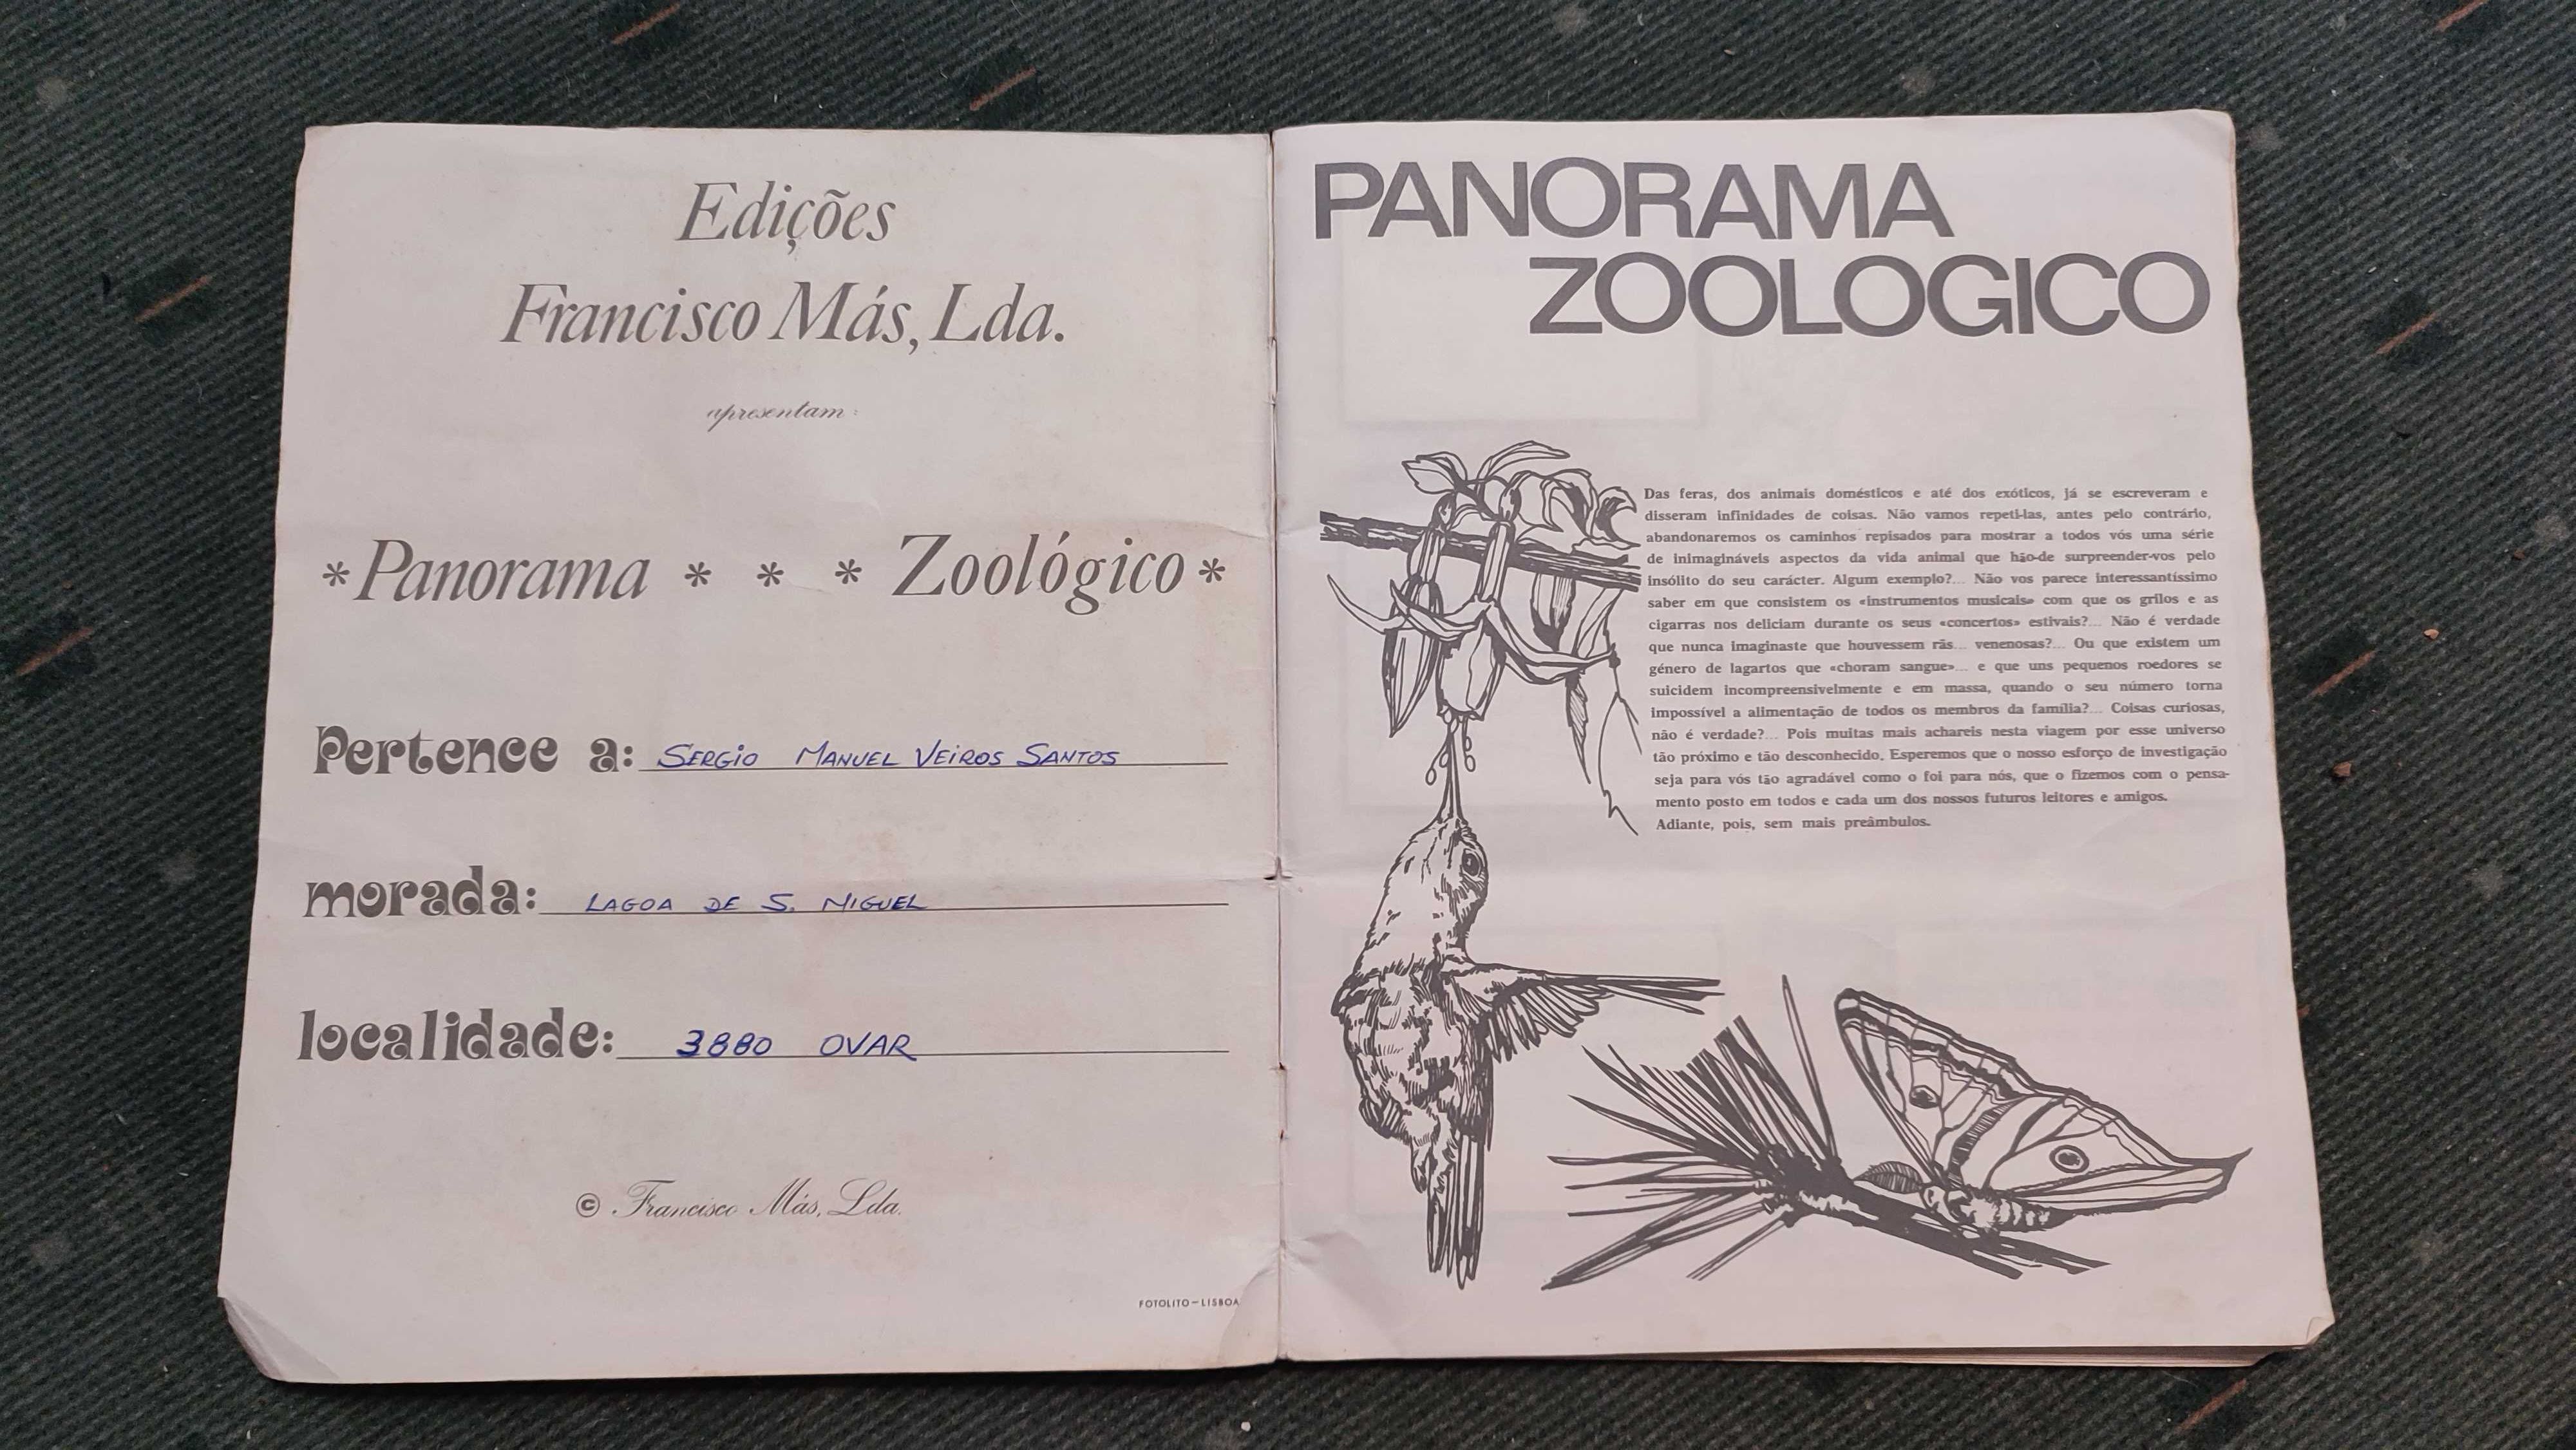 Edições
Francisco Más, Lda.
apresentam:
*Panorama * * * Zoológico*
Pertence a: SERGIO MANUEL VEIROS SANTOS
morada: LAGOA DE S. MIGUEL
localidade: 3880 OVAR
© Francisco Más, Lda.
FOTOLITO—LISBOA
PANORAMA
ZOOLOGICO
Das feras, dos animais domésticos e até dos exóticos, já se escreveram e
disseram infinidades de coisas. Não vamos repeti-las, antes pelo contrário,
abandonaremos os caminhos repisados para mostrar a todos vós uma série
de inimagináveis aspectos da vida animal que hão-de surpreender-vos pelo
insólito do seu carácter. Algum exemplo?... Não vos parece interessantíssimo
saber em que consistem os «instrumentos musicais» com que os grilos e as
cigarras nos deliciam durante os seus «concertos» estivais?... Não é verdade
que nunca imaginaste que houvessem rãs... venenosas?... Ou que existem um
género de lagartos que «choram sangue»... e que uns pequenos roedores se
suicidem incompreensivelmente e em massa, quando o seu número torna
impossível a alimentação de todos os membros da família?... Coisas curiosas,
não é verdade?... Pois muitas mais achareis nesta viagem por esse universo
tão próximo e tão desconhecido. Esperemos que o nosso esforço de investigação
seja para vós tão agradável como o foi para nós, que o fizemos com o pensa-
mento posto em todos e cada um dos nossos futuros leitores e amigos.
Adiante, pois, sem mais preâmbulos.